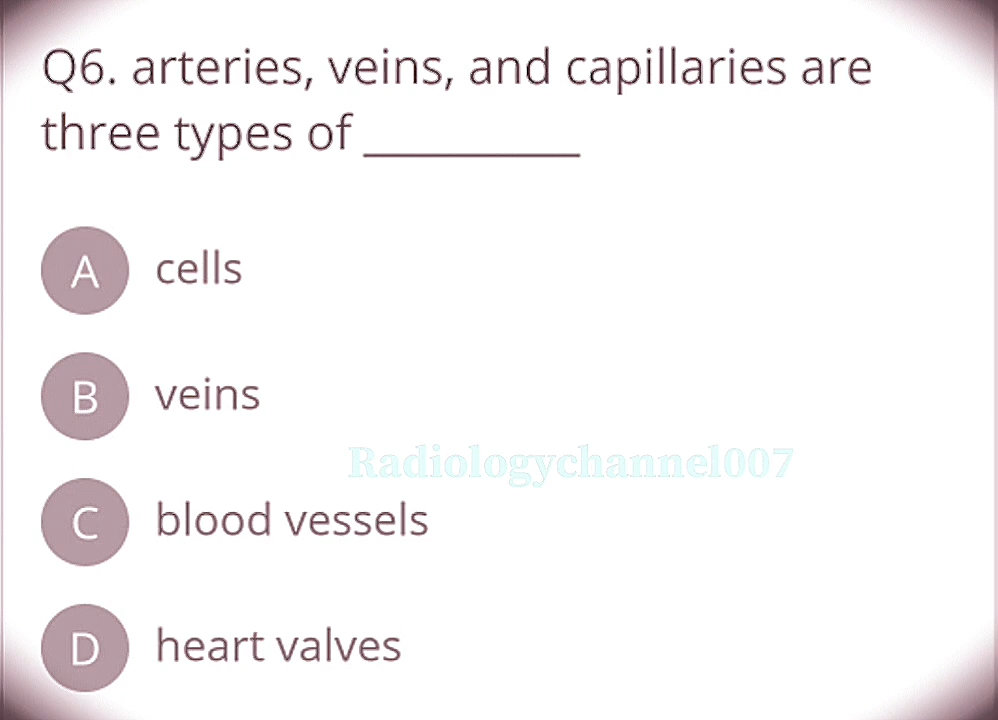 Q6. arteries, veins, and capillaries are
three types of __________
A cells
B veins
Radiologychannel007
C blood vessels
D heart valves